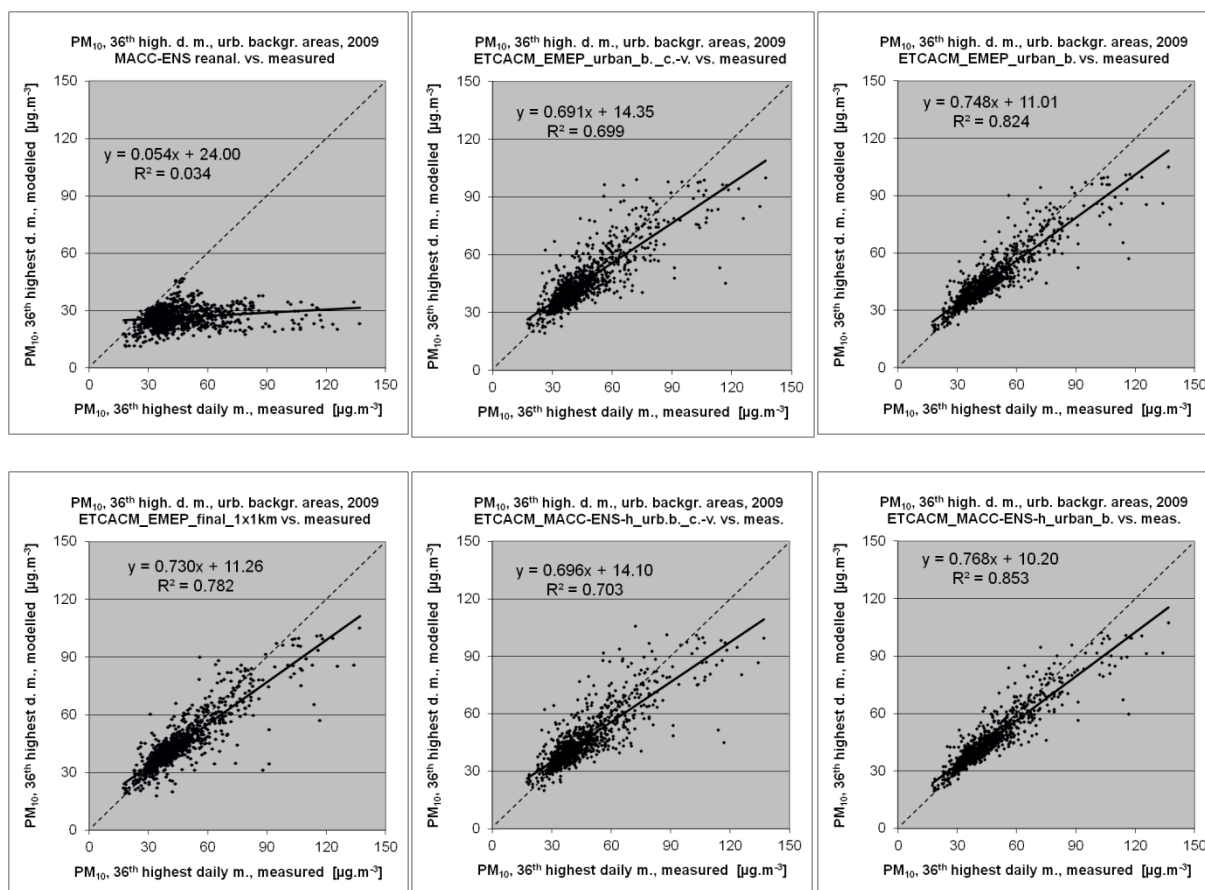 PM₁₀, 36ᵗʰ high. d. m., urb. backgr. areas, 2009
MACC-ENS reanal. vs. measured
y = 0.054x + 24.00
R² = 0.034
PM₁₀, 36ᵗʰ highest d. m., modelled [µg.m⁻³]
150
120
90
60
30
0
0 30 60 90 120 150
PM₁₀, 36ᵗʰ highest daily m., measured [µg.m⁻³]
PM₁₀, 36ᵗʰ high. d. m., urb. backgr. areas, 2009
ETCACM_EMEP_urban_b._c.-v. vs. measured
y = 0.691x + 14.35
R² = 0.699
PM₁₀, 36ᵗʰ highest d. m., modelled [µg.m⁻³]
150
120
90
60
30
0
0 30 60 90 120 150
PM₁₀, 36ᵗʰ highest daily m., measured [µg.m⁻³]
PM₁₀, 36ᵗʰ high. d. m., urb. backgr. areas, 2009
ETCACM_EMEP_urban_b. vs. measured
y = 0.748x + 11.01
R² = 0.824
PM₁₀, 36ᵗʰ highest d. m., modelled [µg.m⁻³]
150
120
90
60
30
0
0 30 60 90 120 150
PM₁₀, 36ᵗʰ highest daily m., measured [µg.m⁻³]
PM₁₀, 36ᵗʰ high. d. m., urb. backgr. areas, 2009
ETCACM_EMEP_final_1x1km vs. measured
y = 0.730x + 11.26
R² = 0.782
PM₁₀, 36ᵗʰ highest d. m., modelled [µg.m⁻³]
150
120
90
60
30
0
0 30 60 90 120 150
PM₁₀, 36ᵗʰ highest daily m., measured [µg.m⁻³]
PM₁₀, 36ᵗʰ high. d. m., urb. backgr. areas, 2009
ETCACM_MACC-ENS-h_urb.b._c.-v. vs. meas.
y = 0.696x + 14.10
R² = 0.703
PM₁₀, 36ᵗʰ highest d. m., modelled [µg.m⁻³]
150
120
90
60
30
0
0 30 60 90 120 150
PM₁₀, 36ᵗʰ highest daily m., measured [µg.m⁻³]
PM₁₀, 36ᵗʰ high. d. m., urb. backgr. areas, 2009
ETCACM_MACC-ENS-h_urban_b. vs. meas.
y = 0.768x + 10.20
R² = 0.853
PM₁₀, 36ᵗʰ highest d. m., modelled [µg.m⁻³]
150
120
90
60
30
0
0 30 60 90 120 150
PM₁₀, 36ᵗʰ highest daily m., measured [µg.m⁻³]